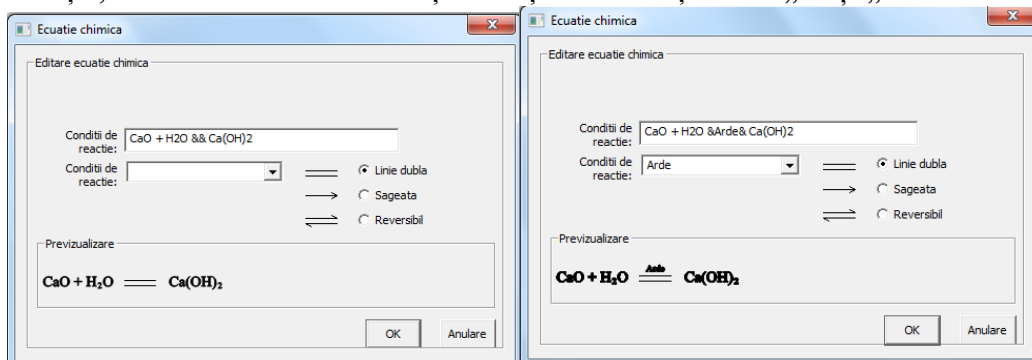 Ecuatie chimica
Editare ecuatie chimica
Conditii de reactie:
CaO + H2O && Ca(OH)2
Conditii de reactie:
Linie dubla
Sageata
Reversibil
Previzualizare
CaO + H₂O ═══ Ca(OH)₂
OK Anulare
Ecuatie chimica
Editare ecuatie chimica
Conditii de reactie:
CaO + H2O &Arde& Ca(OH)2
Conditii de reactie:
Arde
Linie dubla
Sageata
Reversibil
Previzualizare
Arde
CaO + H₂O ═══ Ca(OH)₂
OK Anulare